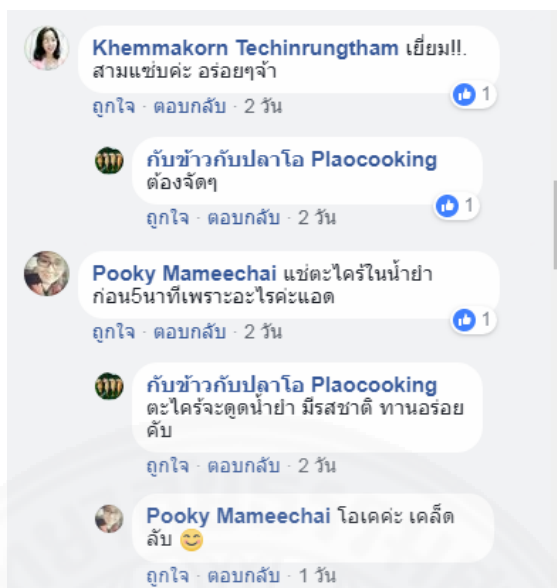 Khemmakorn Techinrungtham เยี่ยม!!.
สามแซ่บค่ะ อร่อยๆจ้า
1
ถูกใจ · ตอบกลับ · 2 วัน
กับข้าวกับปลาโอ Plaocooking
ต้องจัดๆ
1
ถูกใจ · ตอบกลับ · 2 วัน
Pooky Mameechai แช่ตะไคร้ในน้ำยำ
ก่อน5นาทีเพราะอะไรค่ะแอด
1
ถูกใจ · ตอบกลับ · 2 วัน
กับข้าวกับปลาโอ Plaocooking
ตะไคร้จะดูดน้ำยำ มีรสชาติ ทานอร่อย
คับ
ถูกใจ · ตอบกลับ · 2 วัน
Pooky Mameechai โอเคค่ะ เคล็ด
ลับ 😊
ถูกใจ · ตอบกลับ · 1 วัน